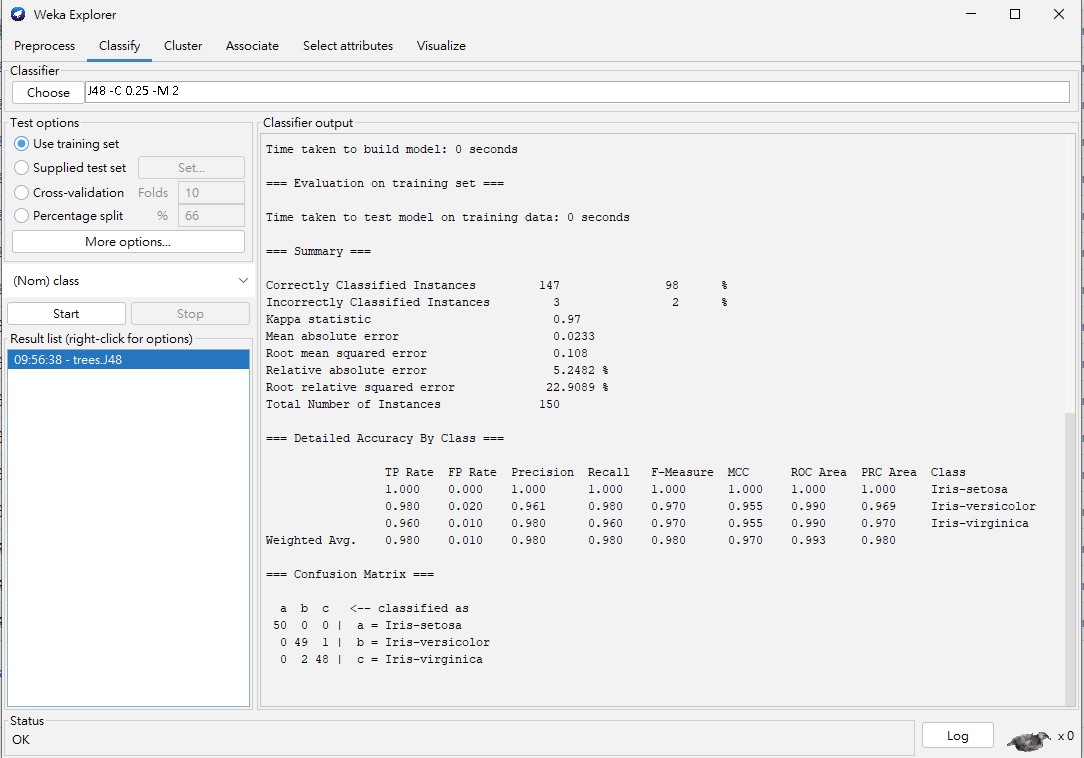 Weka Explorer
Preprocess Classify Cluster Associate Select attributes Visualize
Classifier
Choose J48 -C 0.25 -M 2
Test options
Use training set
Supplied test set Set...
Cross-validation Folds 10
Percentage split % 66
More options...
(Nom) class
Start Stop
Result list (right-click for options)
09:56:38 - trees.J48
Classifier output
Time taken to build model: 0 seconds
=== Evaluation on training set ===
Time taken to test model on training data: 0 seconds
=== Summary ===
Correctly Classified Instances 147 98 %
Incorrectly Classified Instances 3 2 %
Kappa statistic 0.97
Mean absolute error 0.0233
Root mean squared error 0.108
Relative absolute error 5.2482 %
Root relative squared error 22.9089 %
Total Number of Instances 150
=== Detailed Accuracy By Class ===
TP Rate FP Rate Precision Recall F-Measure MCC ROC Area PRC Area Class
1.000 0.000 1.000 1.000 1.000 1.000 1.000 1.000 Iris-setosa
0.980 0.020 0.961 0.980 0.970 0.955 0.990 0.969 Iris-versicolor
0.960 0.010 0.980 0.960 0.970 0.955 0.990 0.970 Iris-virginica
Weighted Avg. 0.980 0.010 0.980 0.980 0.980 0.970 0.993 0.980
=== Confusion Matrix ===
a b c <-- classified as
50 0 0 | a = Iris-setosa
0 49 1 | b = Iris-versicolor
0 2 48 | c = Iris-virginica
Status
OK
Log
x 0